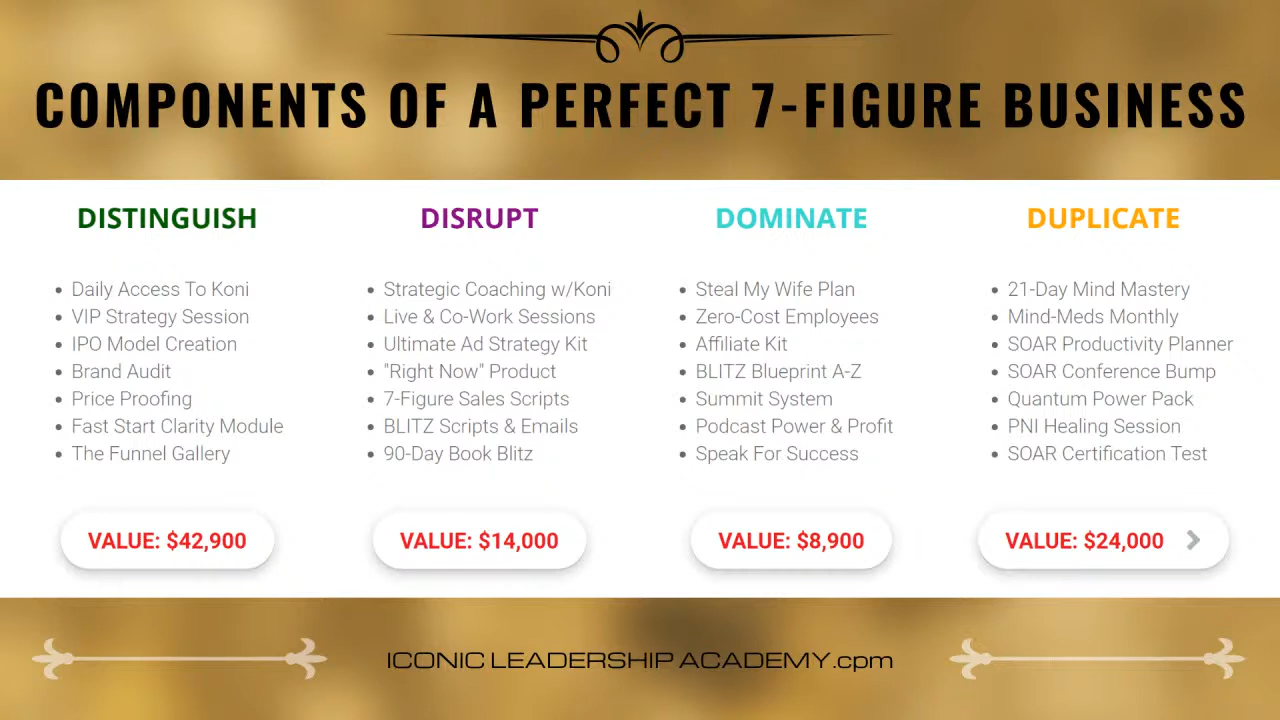 COMPONENTS OF A PERFECT 7-FIGURE BUSINESS
DISTINGUISH
Daily Access To Koni
VIP Strategy Session
IPO Model Creation
Brand Audit
Price Proofing
Fast Start Clarity Module
The Funnel Gallery
VALUE: $42,900
DISRUPT
Strategic Coaching w/Koni
Live & Co-Work Sessions
Ultimate Ad Strategy Kit
"Right Now" Product
7-Figure Sales Scripts
BLITZ Scripts & Emails
90-Day Book Blitz
VALUE: $14,000
DOMINATE
Steal My Wife Plan
Zero-Cost Employees
Affiliate Kit
BLITZ Blueprint A-Z
Summit System
Podcast Power & Profit
Speak For Success
VALUE: $8,900
DUPLICATE
21-Day Mind Mastery
Mind-Meds Monthly
SOAR Productivity Planner
SOAR Conference Bump
Quantum Power Pack
PNI Healing Session
SOAR Certification Test
VALUE: $24,000
ICONIC LEADERSHIP ACADEMY.cpm